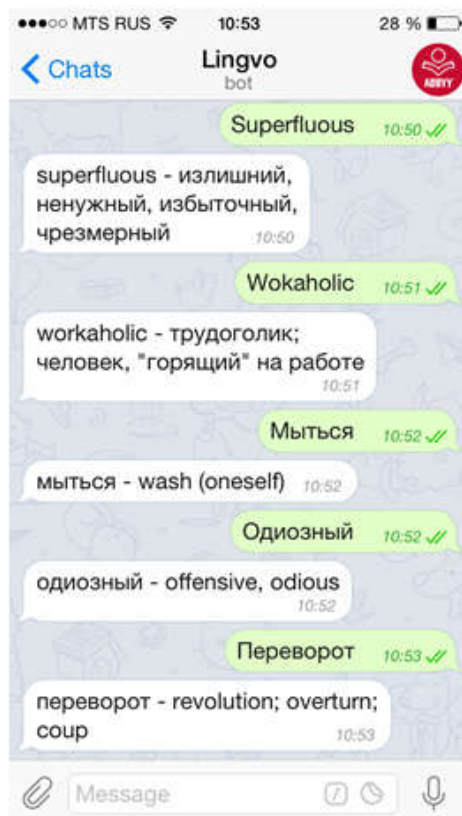 MTS RUS 10:53 28 %
Chats Lingvo
bot
ABBYY
Superfluous 10:50
superfluous - излишний,
ненужный, избыточный,
чрезмерный 10:50
Wokaholic 10:51
workaholic - трудоголик;
человек, "горящий" на работе
10:51
Мыться 10:52
мыться - wash (oneself) 10:52
Одиозный 10:52
одиозный - offensive, odious
10:52
Переворот 10:53
переворот - revolution; overturn;
coup 10:53
Message